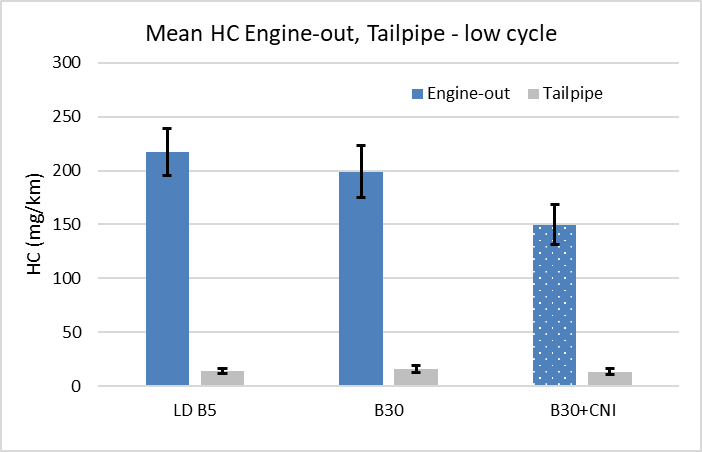 Mean HC Engine-out, Tailpipe - low cycle
300
250
200
150
100
50
0
HC (mg/km)
Engine-out
Tailpipe
LD B5
B30
B30+CNI